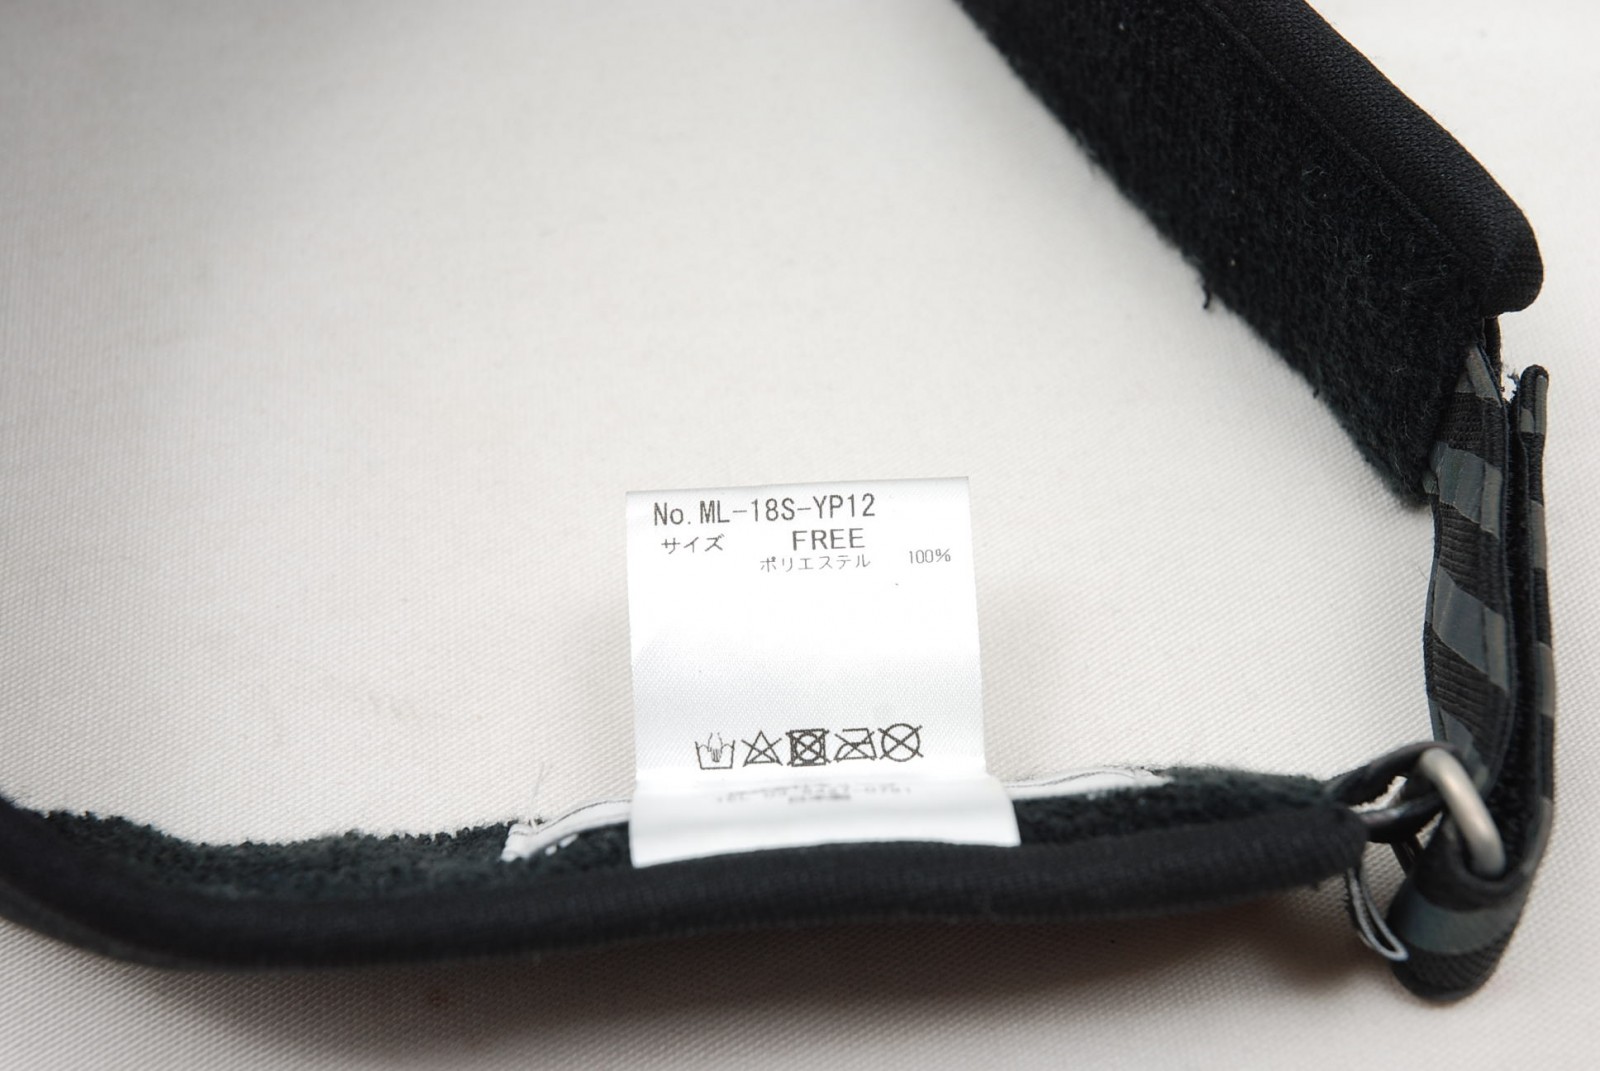 No. ML-18S-YP12
サイズ FREE
ポリエステル 100%